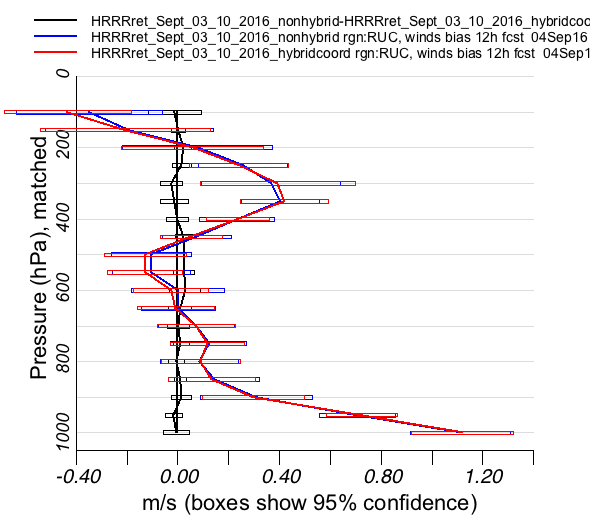 HRRRret_Sept_03_10_2016_nonhybrid-HRRRret_Sept_03_10_2016_hybridcoo
HRRRret_Sept_03_10_2016_nonhybrid rgn:RUC, winds bias 12h fcst 04Sep16
HRRRret_Sept_03_10_2016_hybridcoord rgn:RUC, winds bias 12h fcst 04Sep1
Pressure (hPa), matched
0
200
400
600
800
1000
-0.40 0.00 0.40 0.80 1.20
m/s (boxes show 95% confidence)